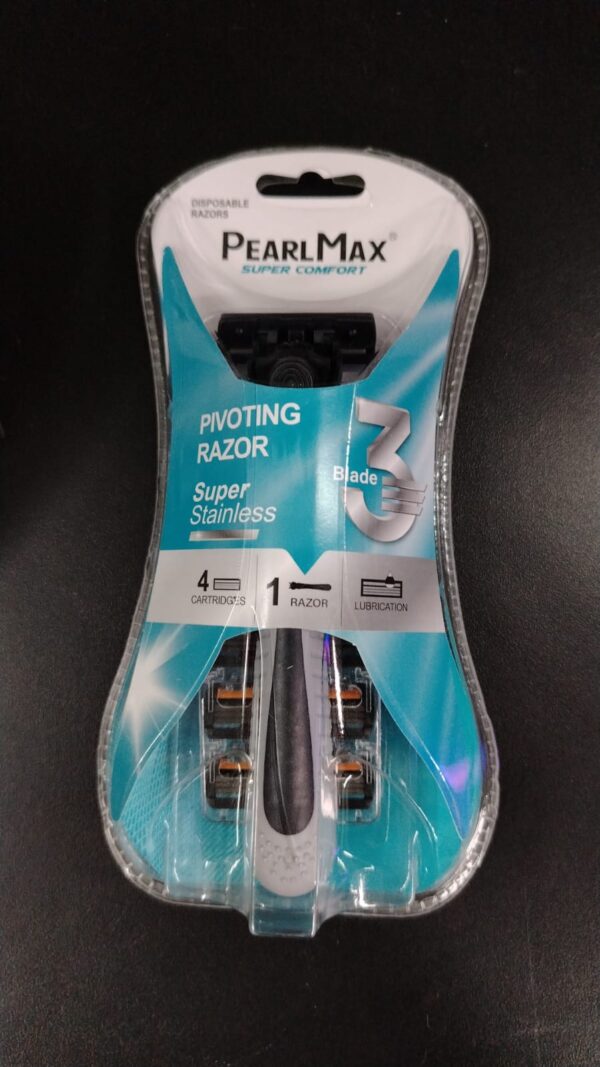 DISPOSABLE
RAZORS
PEARLMAX®
SUPER COMFORT
PIVOTING
RAZOR
3
Blade
Super
Stainless
4
CARTRIDGES
1 RAZOR
LUBRICATION